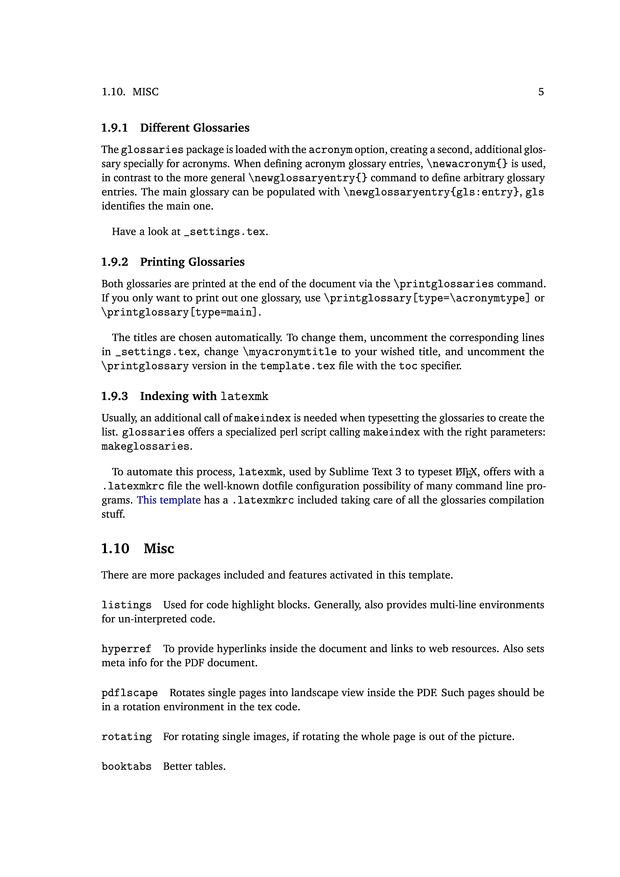 1.10. MISC 5
1.9.1 Different Glossaries
The glossaries package is loaded with the acronym option, creating a second, additional glos-
sary specially for acronyms. When defining acronym glossary entries, \newacronym{} is used,
in contrast to the more general \newglossaryentry{} command to define arbitrary glossary
entries. The main glossary can be populated with \newglossaryentry{gls:entry}, gls
identifies the main one.
Have a look at _settings.tex.
1.9.2 Printing Glossaries
Both glossaries are printed at the end of the document via the \printglossaries command.
If you only want to print out one glossary, use \printglossary[type=\acronymtype] or
\printglossary[type=main].
The titles are chosen automatically. To change them, uncomment the corresponding lines
in _settings.tex, change \myacronymtitle to your wished title, and uncomment the
\printglossary version in the template.tex file with the toc specifier.
1.9.3 Indexing with latexmk
Usually, an additional call of makeindex is needed when typesetting the glossaries to create the
list. glossaries offers a specialized perl script calling makeindex with the right parameters:
makeglossaries.
To automate this process, latexmk, used by Sublime Text 3 to typeset LATEX, offers with a
.latexmkrc file the well-known dotfile configuration possibility of many command line pro-
grams. This template has a .latexmkrc included taking care of all the glossaries compilation
stuff.
1.10 Misc
There are more packages included and features activated in this template.
listings Used for code highlight blocks. Generally, also provides multi-line environments
for un-interpreted code.
hyperref To provide hyperlinks inside the document and links to web resources. Also sets
meta info for the PDF document.
pdflscape Rotates single pages into landscape view inside the PDF. Such pages should be
in a rotation environment in the tex code.
rotating For rotating single images, if rotating the whole page is out of the picture.
booktabs Better tables.